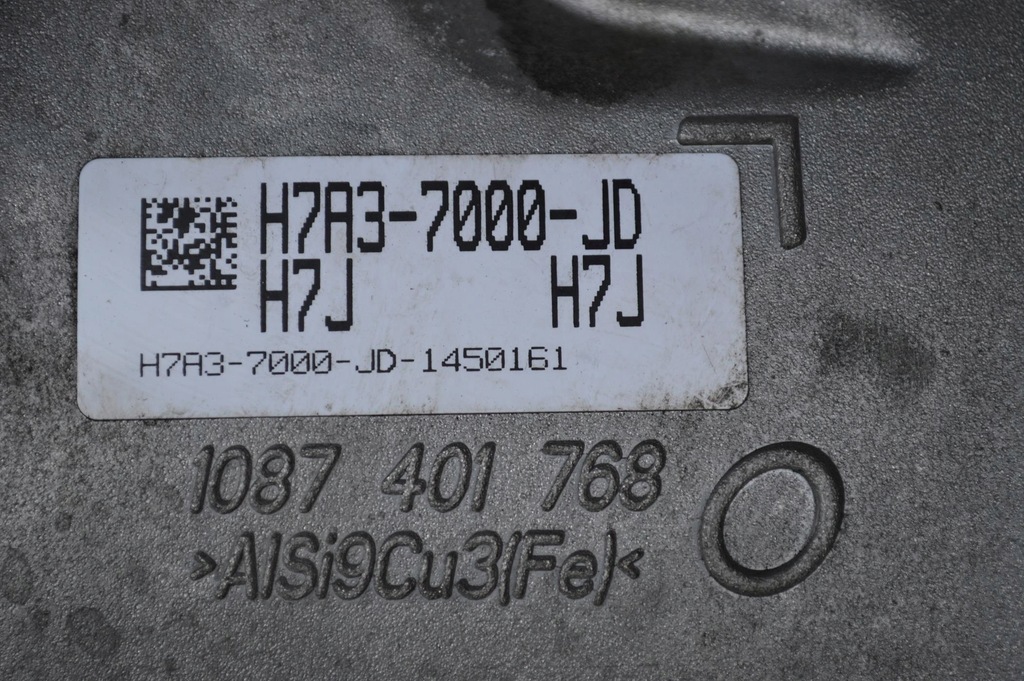 H7A3-7000-JD
H7J H7J
H7A3-7000-JD-1450161
1087 401 768
>AlSi9Cu3(Fe)<